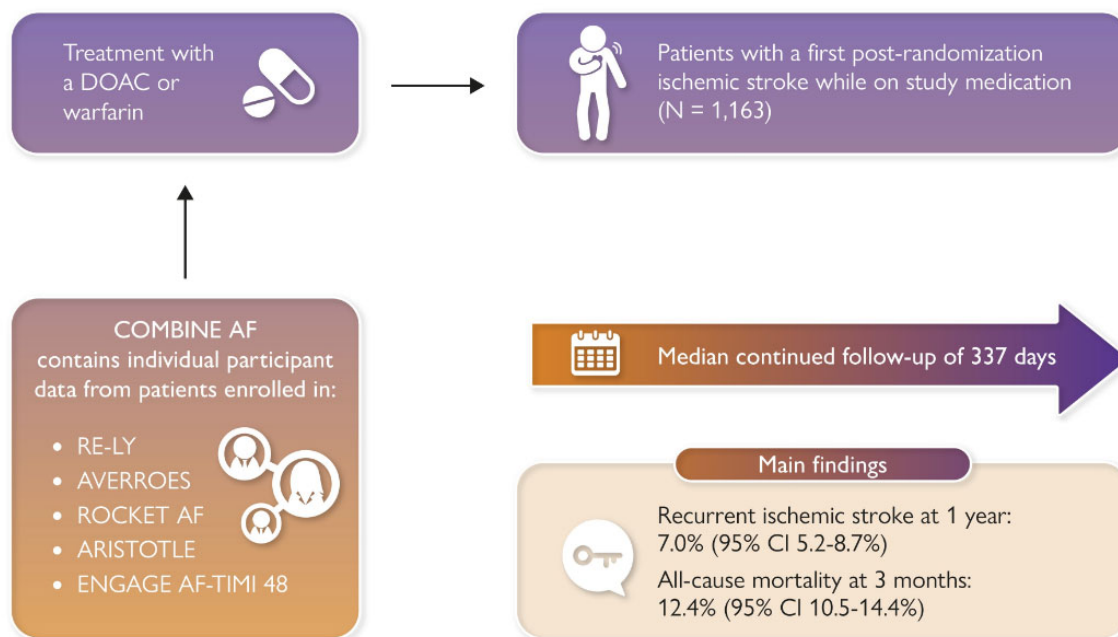 Treatment with
a DOAC or
warfarin
Patients with a first post-randomization
ischemic stroke while on study medication
(N = 1,163)
COMBINE AF
contains individual participant
data from patients enrolled in:
• RE-LY
• AVERROES
• ROCKET AF
• ARISTOTLE
• ENGAGE AF-TIMI 48
Median continued follow-up of 337 days
Main findings
Recurrent ischemic stroke at 1 year:
7.0% (95% CI 5.2-8.7%)
All-cause mortality at 3 months:
12.4% (95% CI 10.5-14.4%)